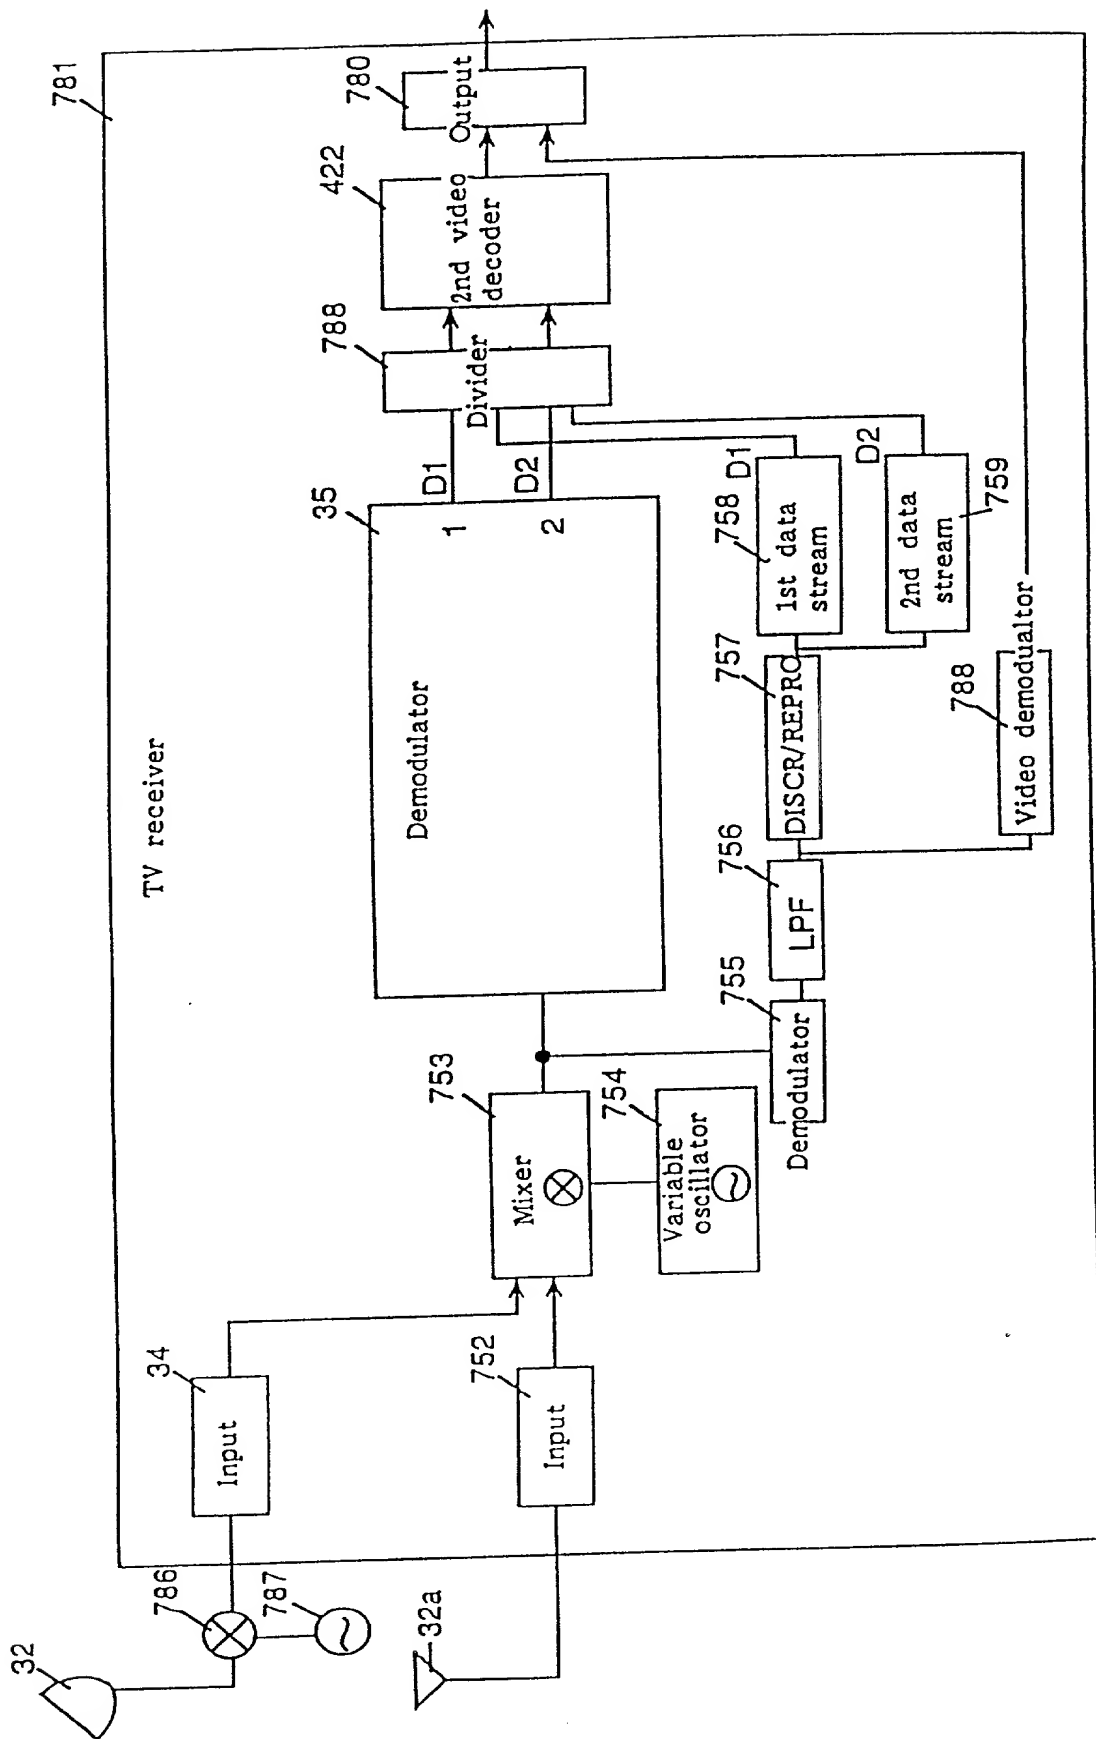 781
TV receiver
32
786
787
32a
34
Input
752
Input
753
Mixer
754
Variable
oscillator
35
Demodulator
1
2
D1
D2
788
Divider
422
2nd video
decoder
780
Output
755
Demodulator
756
LPF
757
DISCR/REPRO
758
1st data
stream
D1
759
2nd data
stream
D2
788
Video demodualtor